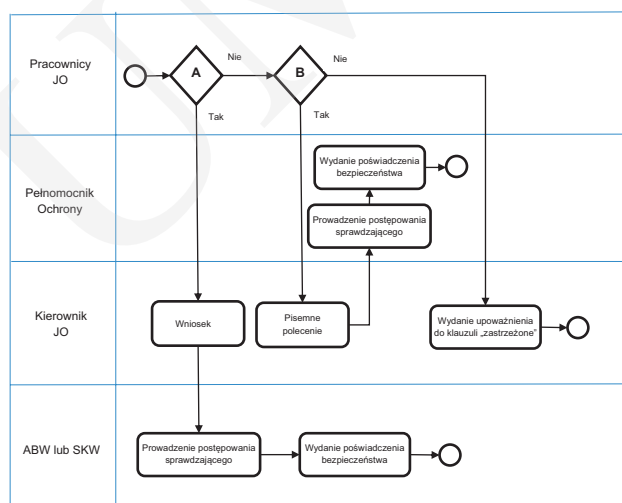 Pracownicy
JO
A
Nie
B
Nie
Tak
Tak
Pełnomocnik
Ochrony
Wydanie poświadczenia
bezpieczeństwa
Prowadzenie postępowania
sprawdzającego
Kierownik
JO
Wniosek
Pisemne
polecenie
Wydanie upoważnienia
do klauzuli „zastrzeżone”
ABW lub SKW
Prowadzenie postępowania
sprawdzającego
Wydanie poświadczenia
bezpieczeństwa